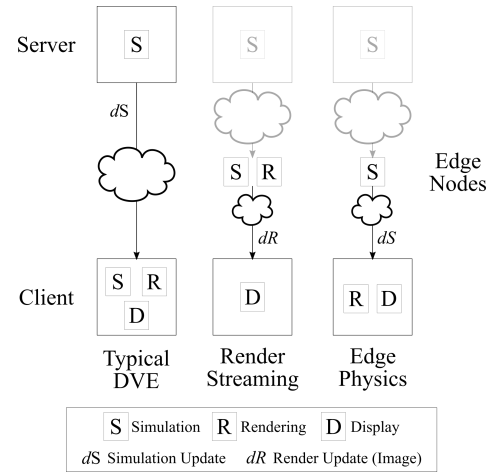 Server
S
S
S
dS
S
R
S
Edge
Nodes
dR
dS
Client
S
R
D
D
R
D
Typical
DVE
Render
Streaming
Edge
Physics
S Simulation R Rendering D Display
dS Simulation Update dR Render Update (Image)